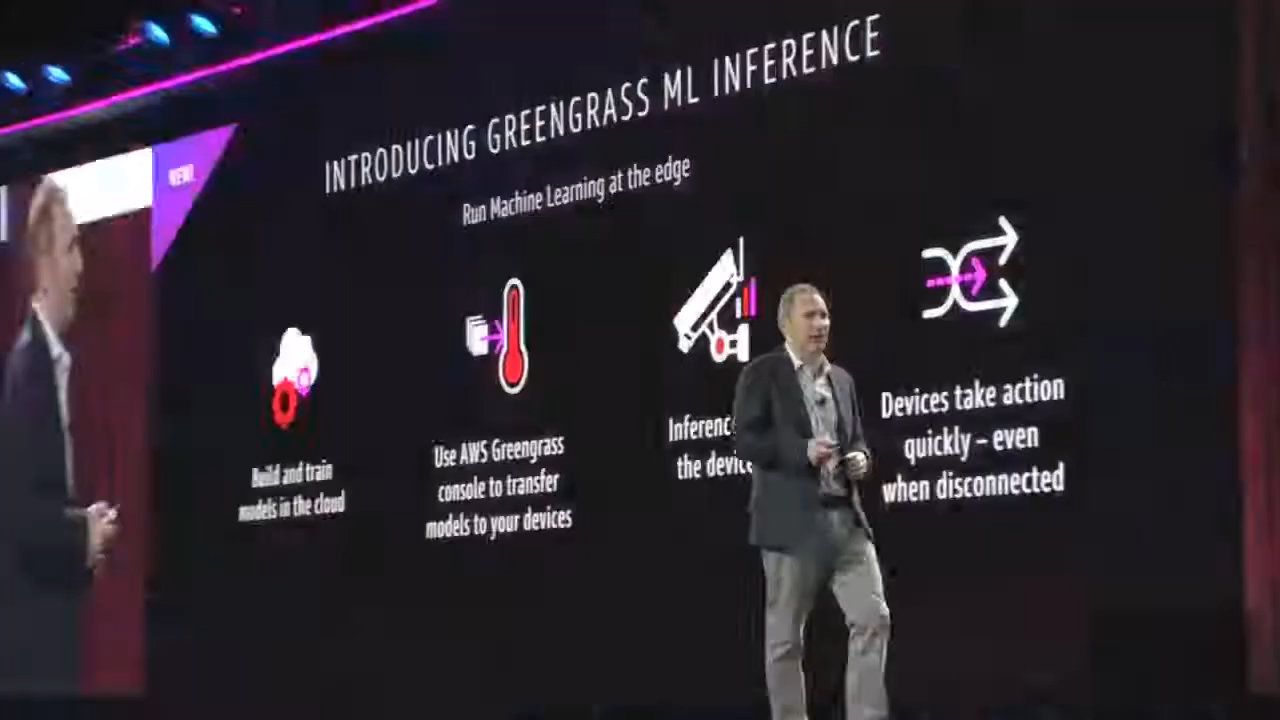 NEW!
INTRODUCING GREENGRASS ML INFERENCE
Run Machine Learning at the edge
Build and train
models in the cloud
Use AWS Greengrass
console to transfer
models to your devices
the
Devices take action
quickly – even
when disconnected